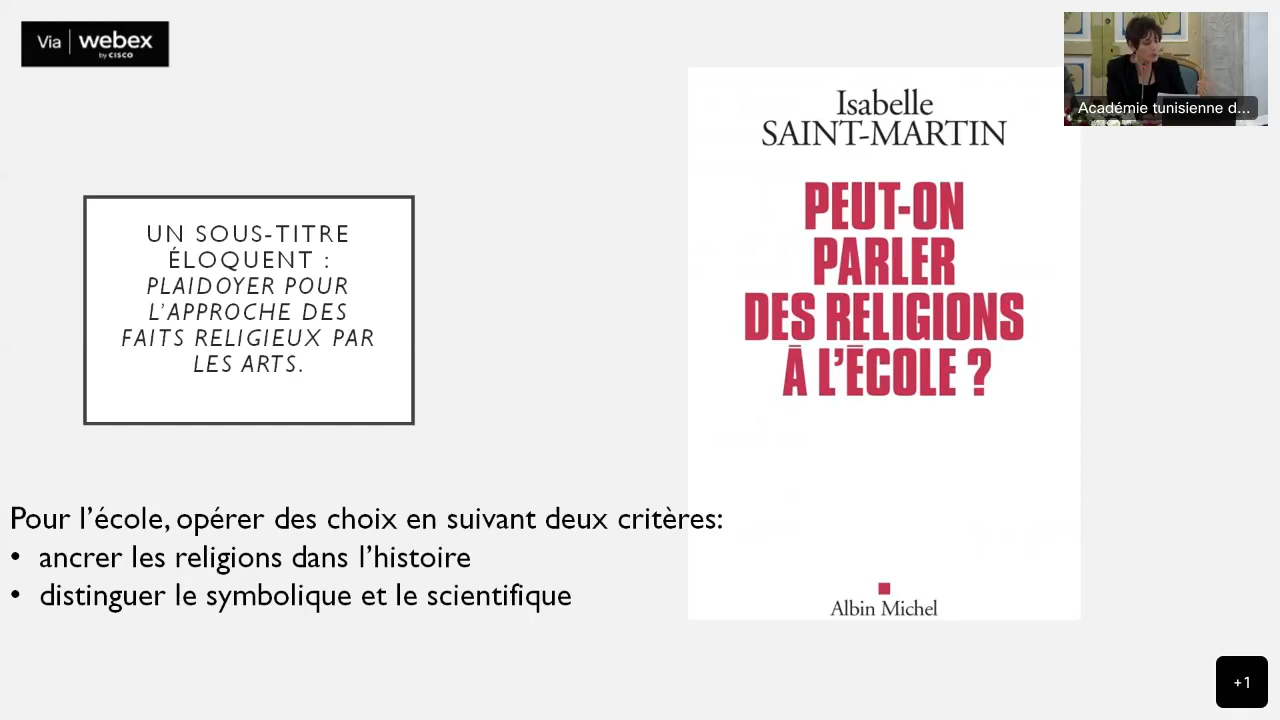 Via webex
by CISCO
Académie tunisienne d...
Isabelle
SAINT-MARTIN
PEUT-ON
PARLER
DES RELIGIONS
À L'ÉCOLE ?
Albin Michel
UN SOUS-TITRE
ÉLOQUENT :
PLAIDOYER POUR
L’APPROCHE DES
FAITS RELIGIEUX PAR
LES ARTS.
Pour l’école, opérer des choix en suivant deux critères:
• ancrer les religions dans l’histoire
• distinguer le symbolique et le scientifique
+1